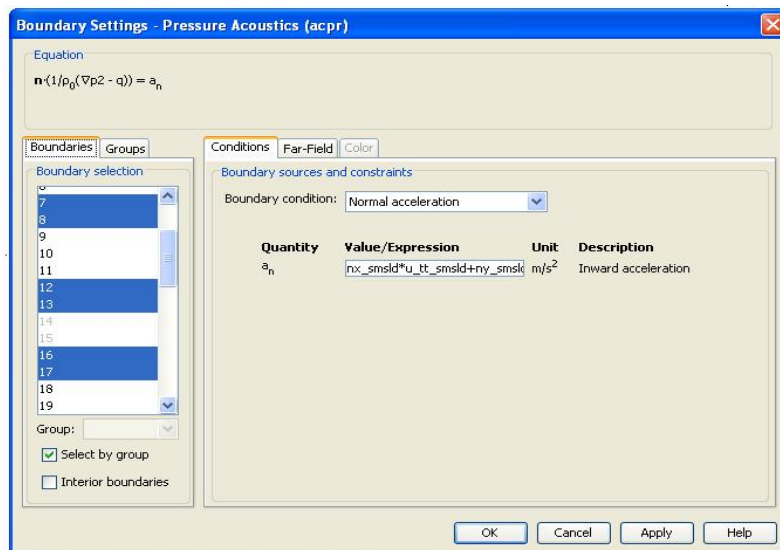 Boundary Settings - Pressure Acoustics (acpr)
Equation
n·(1/ρ₀(∇p2 - q)) = aₙ
Boundaries Groups
Conditions Far-Field Color
Boundary selection
7
8
9
10
11
12
13
14
15
16
17
18
19
Group:
Select by group
Interior boundaries
Boundary sources and constraints
Boundary condition: Normal acceleration
Quantity Value/Expression Unit Description
aₙ nx_smsld*u_tt_smsld+ny_smsld m/s² Inward acceleration
OK Cancel Apply Help